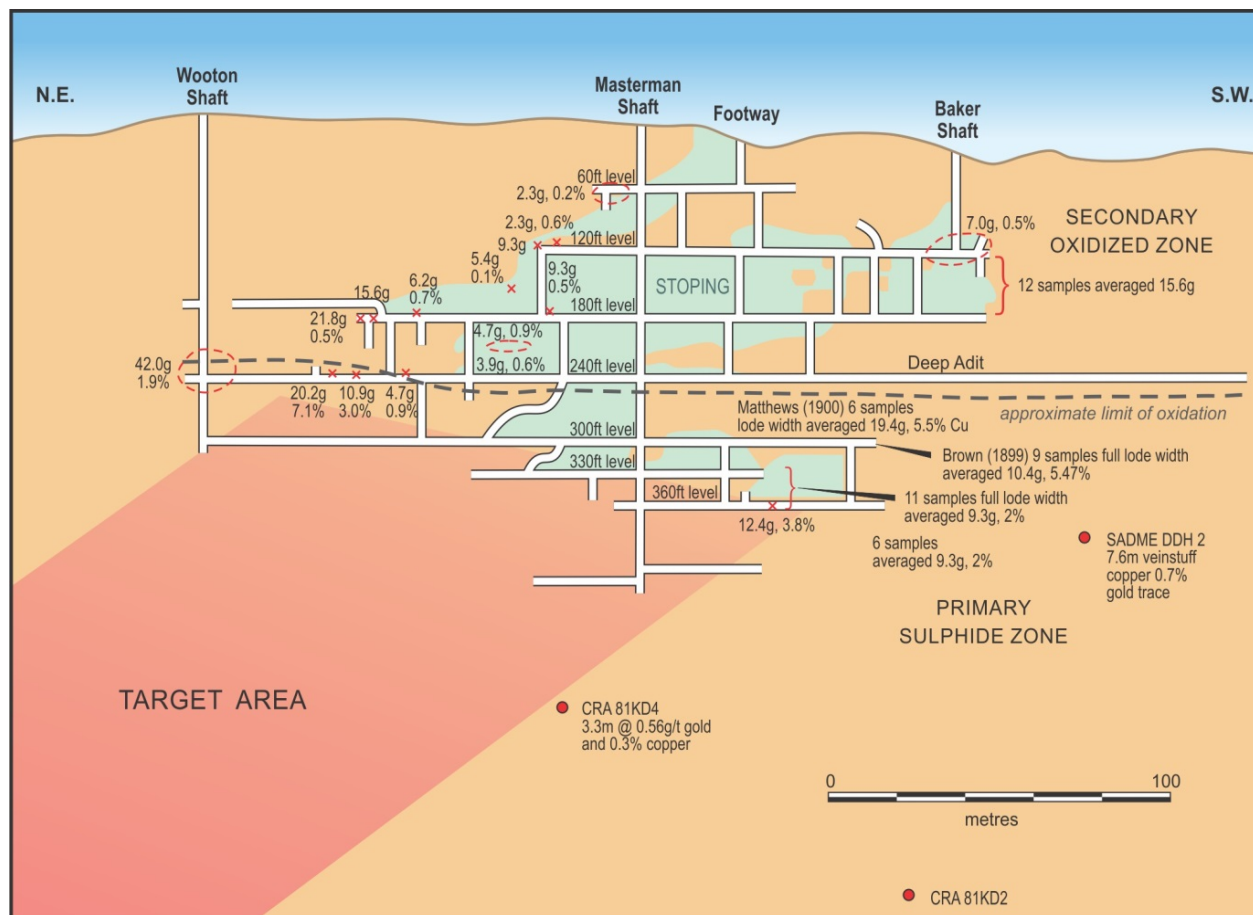 N.E.
Wooton
Shaft
Masterman
Shaft
Footway
Baker
Shaft
S.W.
60ft level
2.3g, 0.2%
2.3g, 0.6%
120ft level
9.3g
7.0g, 0.5%
SECONDARY
OXIDIZED ZONE
5.4g
0.1%
9.3g
0.5%
6.2g
0.7%
15.6g
STOPING
12 samples averaged 15.6g
180ft level
21.8g
0.5%
4.7g, 0.9%
3.9g, 0.6%
240ft level
Deep Adit
42.0g
1.9%
20.2g
7.1%
10.9g
3.0%
4.7g
0.9%
approximate limit of oxidation
Matthews (1900) 6 samples
lode width averaged 19.4g, 5.5% Cu
300ft level
Brown (1899) 9 samples full lode width
averaged 10.4g, 5.47%
330ft level
360ft level
11 samples full lode width
averaged 9.3g, 2%
12.4g, 3.8%
6 samples
averaged 9.3g, 2%
SADME DDH 2
7.6m veinstuff
copper 0.7%
gold trace
PRIMARY
SULPHIDE ZONE
TARGET AREA
CRA 81KD4
3.3m @ 0.56g/t gold
and 0.3% copper
0
100
metres
CRA 81KD2